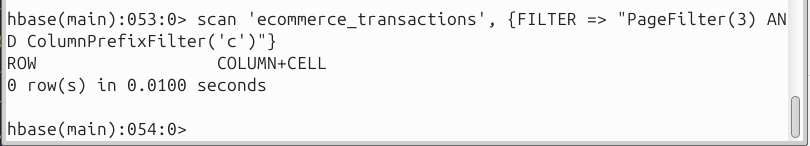 hbase(main):053:0> scan 'ecommerce_transactions', {FILTER => "PageFilter(3) AN
D ColumnPrefixFilter('c')"}
ROW                   COLUMN+CELL
0 row(s) in 0.0100 seconds

hbase(main):054:0>